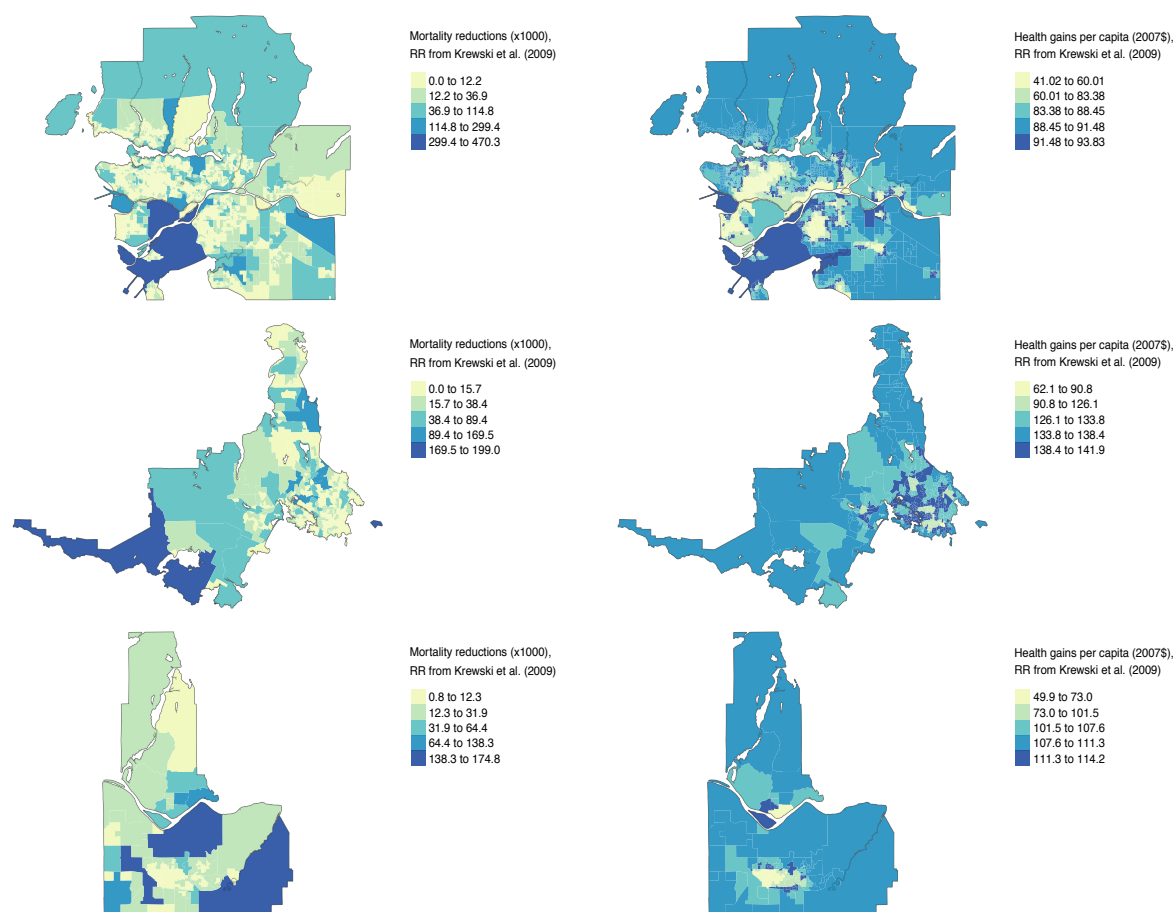 Mortality reductions (x1000),
RR from Krewski et al. (2009)
0.0 to 12.2
12.2 to 36.9
36.9 to 114.8
114.8 to 299.4
299.4 to 470.3
Health gains per capita (2007$),
RR from Krewski et al. (2009)
41.02 to 60.01
60.01 to 83.38
83.38 to 88.45
88.45 to 91.48
91.48 to 93.83
Mortality reductions (x1000),
RR from Krewski et al. (2009)
0.0 to 15.7
15.7 to 38.4
38.4 to 89.4
89.4 to 169.5
169.5 to 199.0
Health gains per capita (2007$),
RR from Krewski et al. (2009)
62.1 to 90.8
90.8 to 126.1
126.1 to 133.8
133.8 to 138.4
138.4 to 141.9
Mortality reductions (x1000),
RR from Krewski et al. (2009)
0.8 to 12.3
12.3 to 31.9
31.9 to 64.4
64.4 to 138.3
138.3 to 174.8
Health gains per capita (2007$),
RR from Krewski et al. (2009)
49.9 to 73.0
73.0 to 101.5
101.5 to 107.6
107.6 to 111.3
111.3 to 114.2